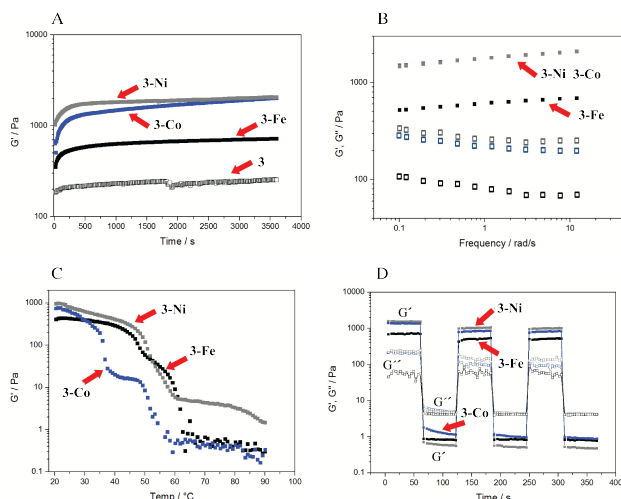 A
G' / Pa
10000
1000
100
3-Ni
3-Co
3-Fe
3
0 500 1000 1500 2000 2500 3000 3500 4000
Time / s
B
G', G'' / Pa
1000
100
3-Ni 3-Co
3-Fe
0.1 1 10
Frequency / rad/s
C
G' / Pa
1000
100
10
1
0.1
3-Ni
3-Fe
3-Co
20 30 40 50 60 70 80 90 100
Temp / °C
D
G', G'' / Pa
10000
1000
100
10
1
0.1
G´
3-Ni
3-Fe
G´´
G´´
3-Co
G´
0 50 100 150 200 250 300 350 400
Time / s